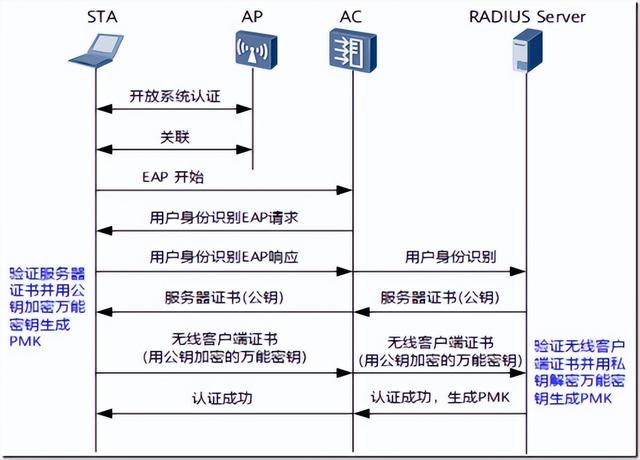 STA
AP
AC
RADIUS Server
开放系统认证
关联
EAP 开始
用户身份识别EAP请求
用户身份识别EAP响应
用户身份识别
验证服务器
证书并用公
钥加密万能
密钥生成
PMK
服务器证书(公钥)
服务器证书(公钥)
无线客户端证书
(用公钥加密的万能密钥)
无线客户端证书
(用公钥加密的万能密钥)
验证无线客户
端证书并用私
钥解密万能密
钥生成PMK
认证成功
认证成功，生成PMK